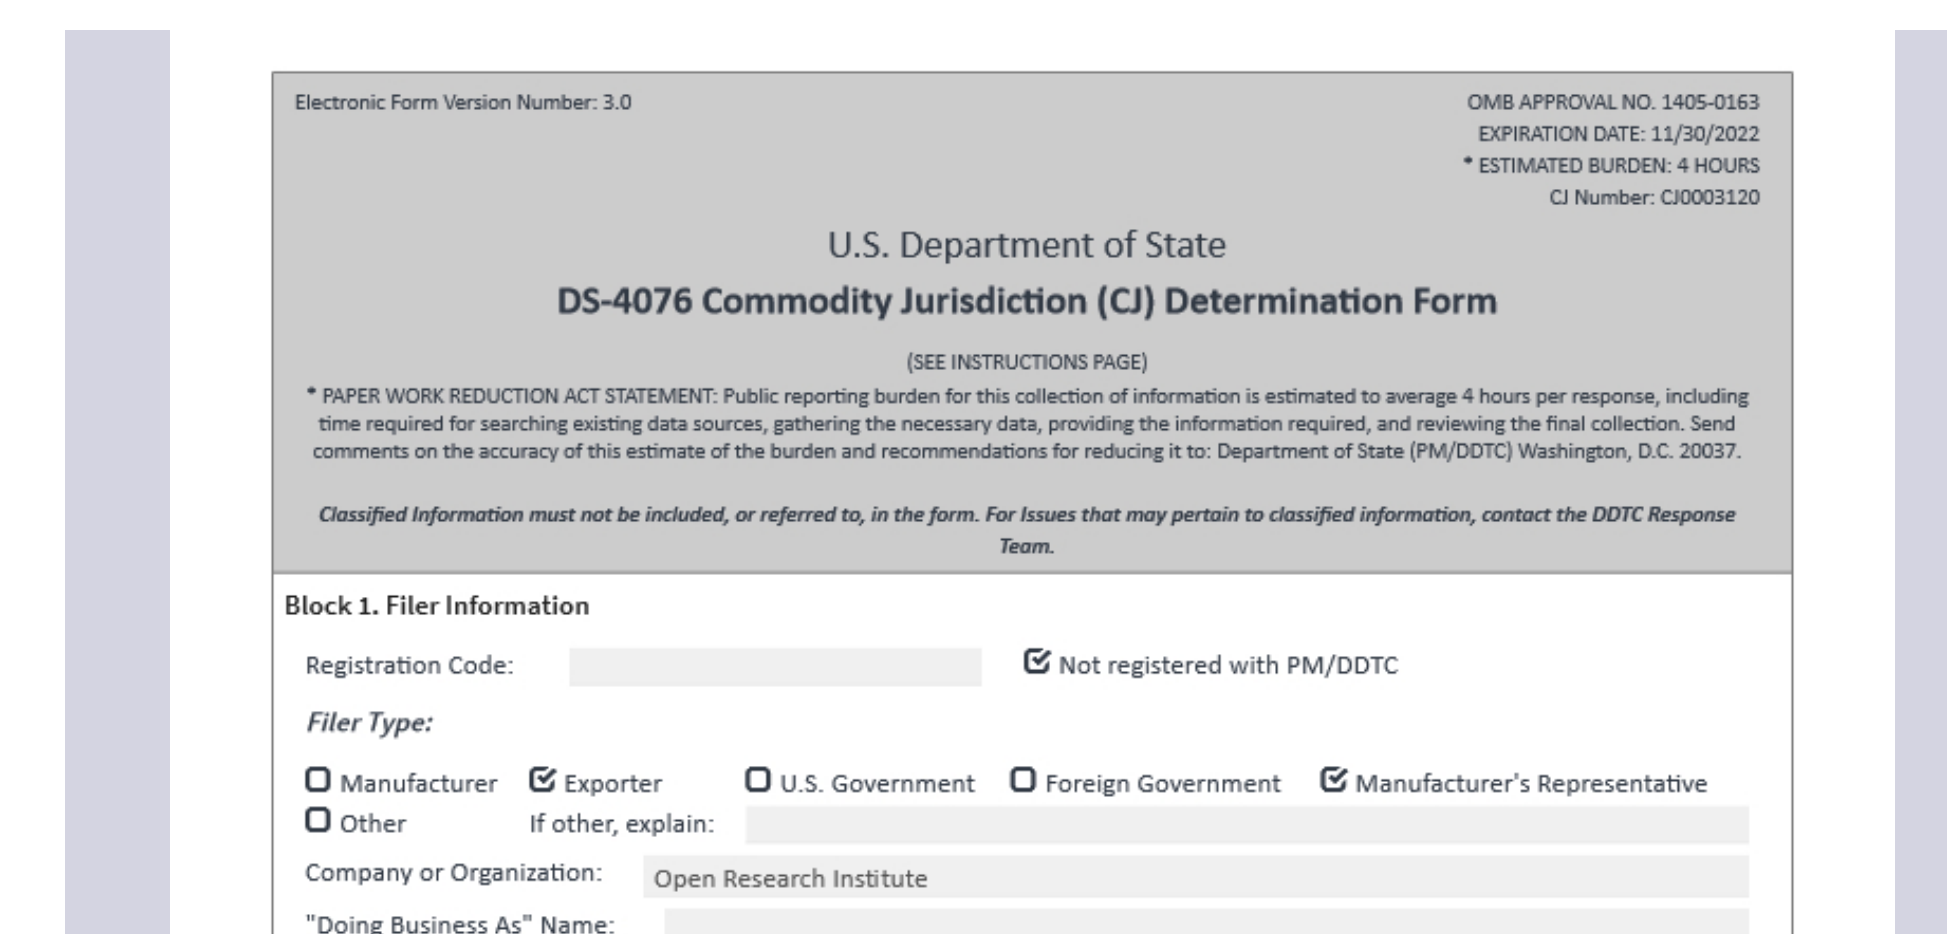 Electronic Form Version Number: 3.0
OMB APPROVAL NO. 1405-0163
EXPIRATION DATE: 11/30/2022
* ESTIMATED BURDEN: 4 HOURS
CJ Number: CJ0003120
U.S. Department of State
DS-4076 Commodity Jurisdiction (CJ) Determination Form
(SEE INSTRUCTIONS PAGE)
* PAPER WORK REDUCTION ACT STATEMENT: Public reporting burden for this collection of information is estimated to average 4 hours per response, including
time required for searching existing data sources, gathering the necessary data, providing the information required, and reviewing the final collection. Send
comments on the accuracy of this estimate of the burden and recommendations for reducing it to: Department of State (PM/DDTC) Washington, D.C. 20037.
Classified Information must not be included, or referred to, in the form. For Issues that may pertain to classified information, contact the DDTC Response
Team.
Block 1. Filer Information
Registration Code: Not registered with PM/DDTC
Filer Type:
Manufacturer Exporter U.S. Government Foreign Government Manufacturer's Representative
Other If other, explain:
Company or Organization: Open Research Institute
"Doing Business As" Name: